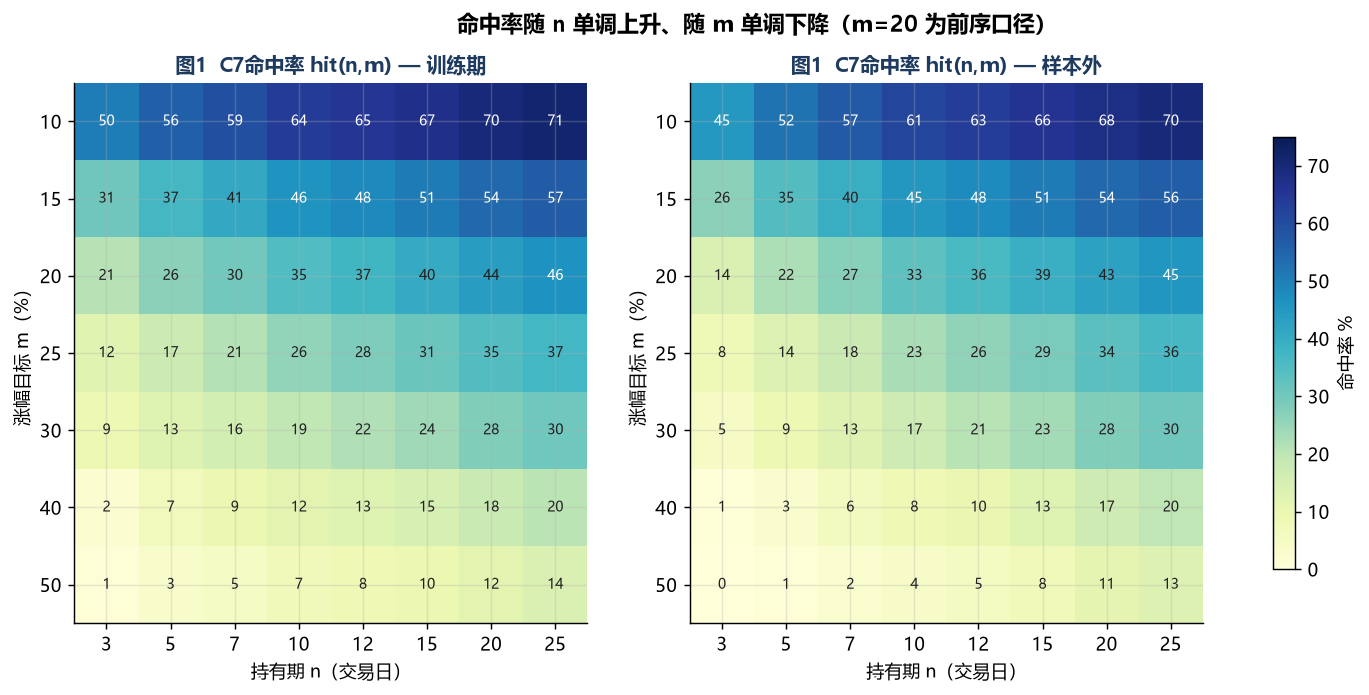 命中率随 n 单调上升、随 m 单调下降（m=20 为前序口径）
图1  C7命中率 hit(n,m) — 训练期
涨幅目标 m（%）
10 50 56 59 64 65 67 70 71
15 31 37 41 46 48 51 54 57
20 21 26 30 35 37 40 44 46
25 12 17 21 26 28 31 35 37
30 9 13 16 19 22 24 28 30
40 2 7 9 12 13 15 18 20
50 1 3 5 7 8 10 12 14
3 5 7 10 12 15 20 25
持有期 n（交易日）
图1  C7命中率 hit(n,m) — 样本外
涨幅目标 m（%）
10 45 52 57 61 63 66 68 70
15 26 35 40 45 48 51 54 56
20 14 22 27 33 36 39 43 45
25 8 14 18 23 26 29 34 36
30 5 9 13 17 21 23 28 30
40 1 3 6 8 10 13 17 20
50 0 1 2 4 5 8 11 13
3 5 7 10 12 15 20 25
持有期 n（交易日）
70
60
50
40
30
20
10
0
命中率 %